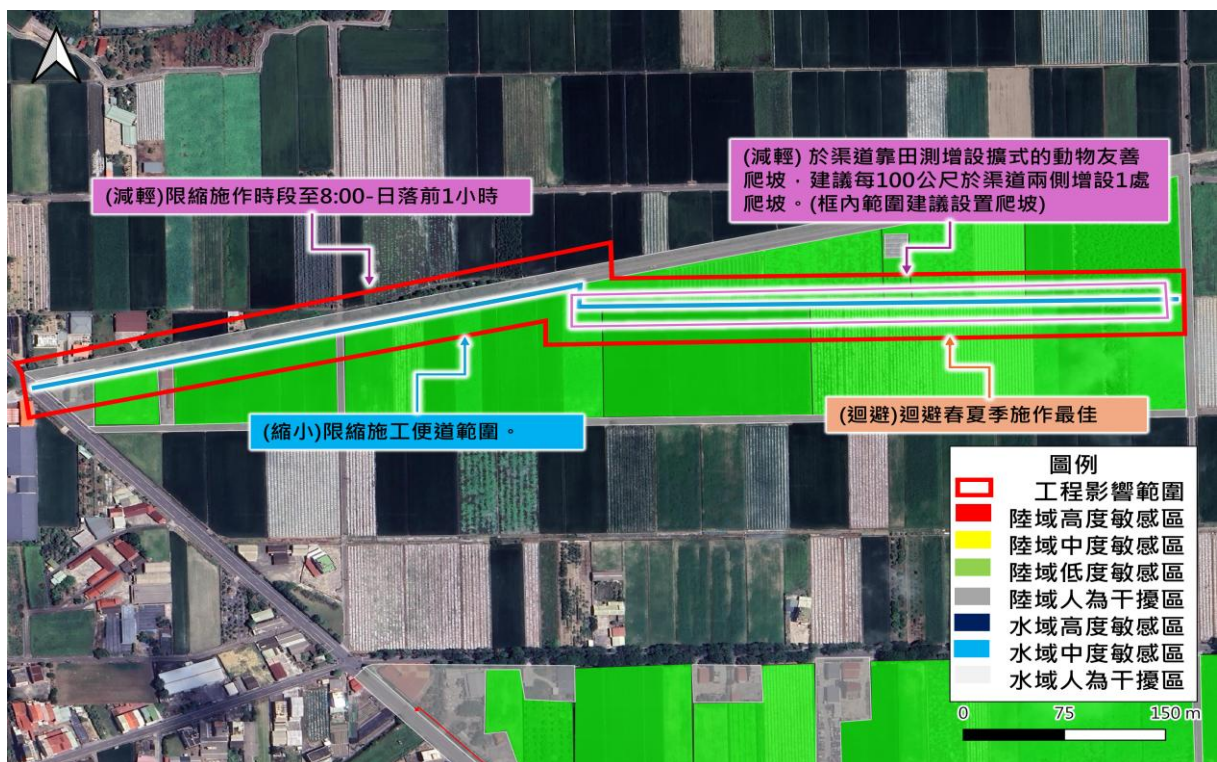 (減輕)限縮施作時段至8:00-日落前1小時
(減輕) 於渠道靠田測增設擴式的動物友善
爬坡，建議每100公尺於渠道兩側增設1處
爬坡。(框內範圍建議設置爬坡)
(縮小)限縮施工便道範圍。
(迴避)迴避春夏季施作最佳
圖例
工程影響範圍
陸域高度敏感區
陸域中度敏感區
陸域低度敏感區
陸域人為干擾區
水域高度敏感區
水域中度敏感區
水域人為干擾區
0 75 150 m